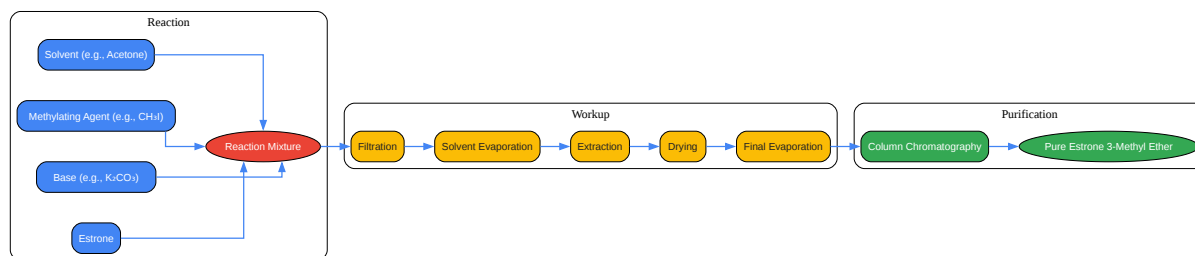 Reaction
Solvent (e.g., Acetone)
Methylating Agent (e.g., CH₃I)
Reaction Mixture
Base (e.g., K₂CO₃)
Estrone
Workup
Filtration
Solvent Evaporation
Extraction
Drying
Final Evaporation
Purification
Column Chromatography
Pure Estrone 3-Methyl Ether